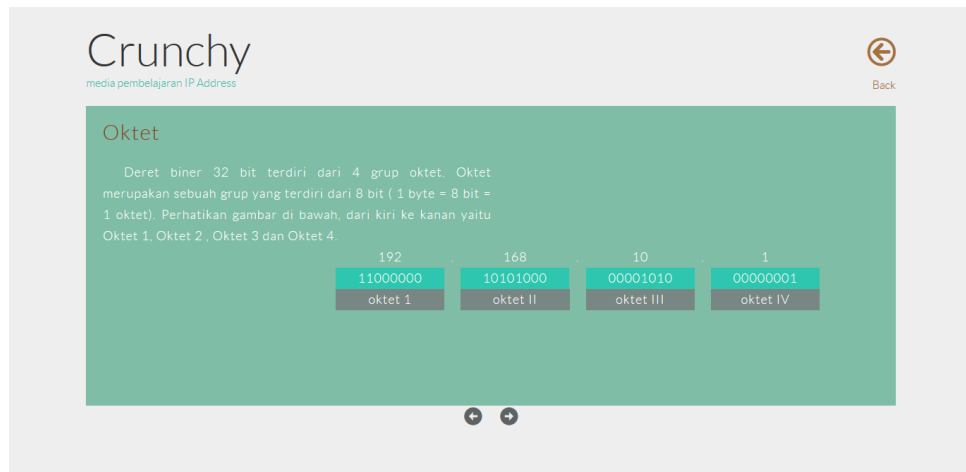 Crunchy
media pembelajaran IP Address
Back
Oktet
Deret biner 32 bit terdiri dari 4 grup oktet. Oktet
merupakan sebuah grup yang terdiri dari 8 bit ( 1 byte = 8 bit =
1 oktet). Perhatikan gambar di bawah, dari kiri ke kanan yaitu
Oktet 1, Oktet 2 , Oktet 3 dan Oktet 4.
192 . 168 . 10 . 1
11000000 10101000 00001010 00000001
oktet 1 oktet II oktet III oktet IV